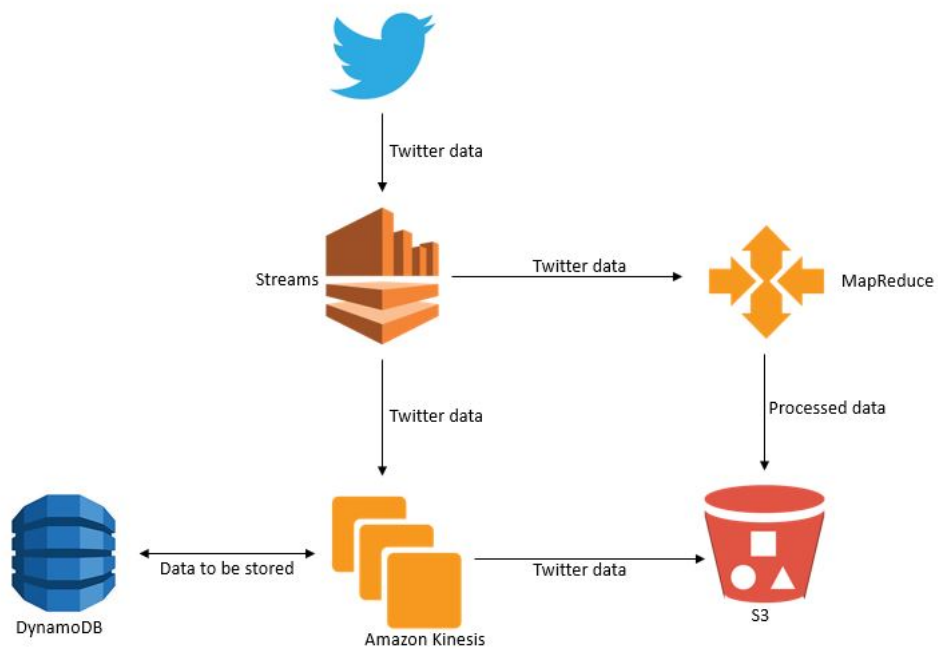 Twitter data
Twitter data
Streams
MapReduce
Twitter data
Processed data
Data to be stored
Twitter data
DynamoDB
Amazon Kinesis
S3